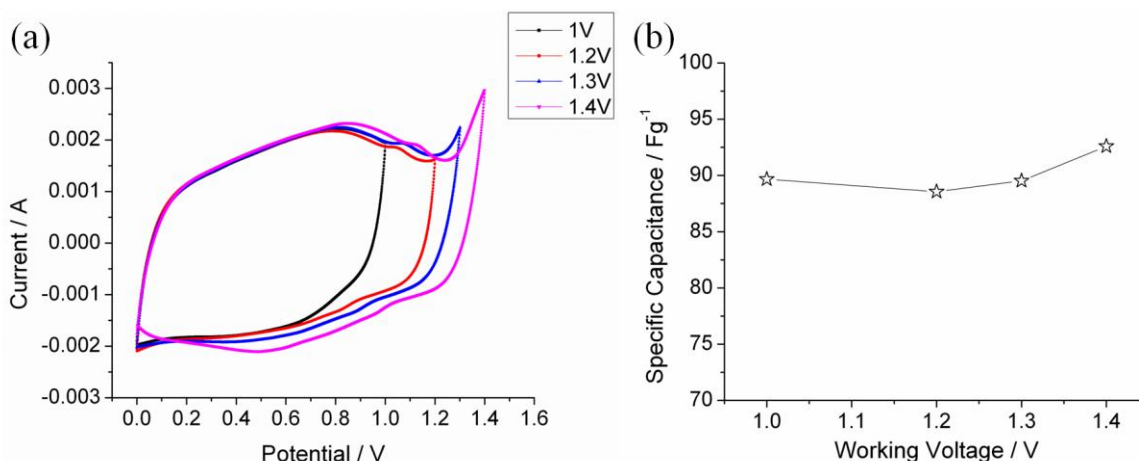 (a)
1V
1.2V
1.3V
1.4V
0.003
0.002
0.001
0.000
-0.001
-0.002
-0.003
Current / A
0.0 0.2 0.4 0.6 0.8 1.0 1.2 1.4 1.6
Potential / V
(b)
100
95
90
85
80
75
70
Specific Capacitance / Fg⁻¹
1.0 1.1 1.2 1.3 1.4
Working Voltage / V